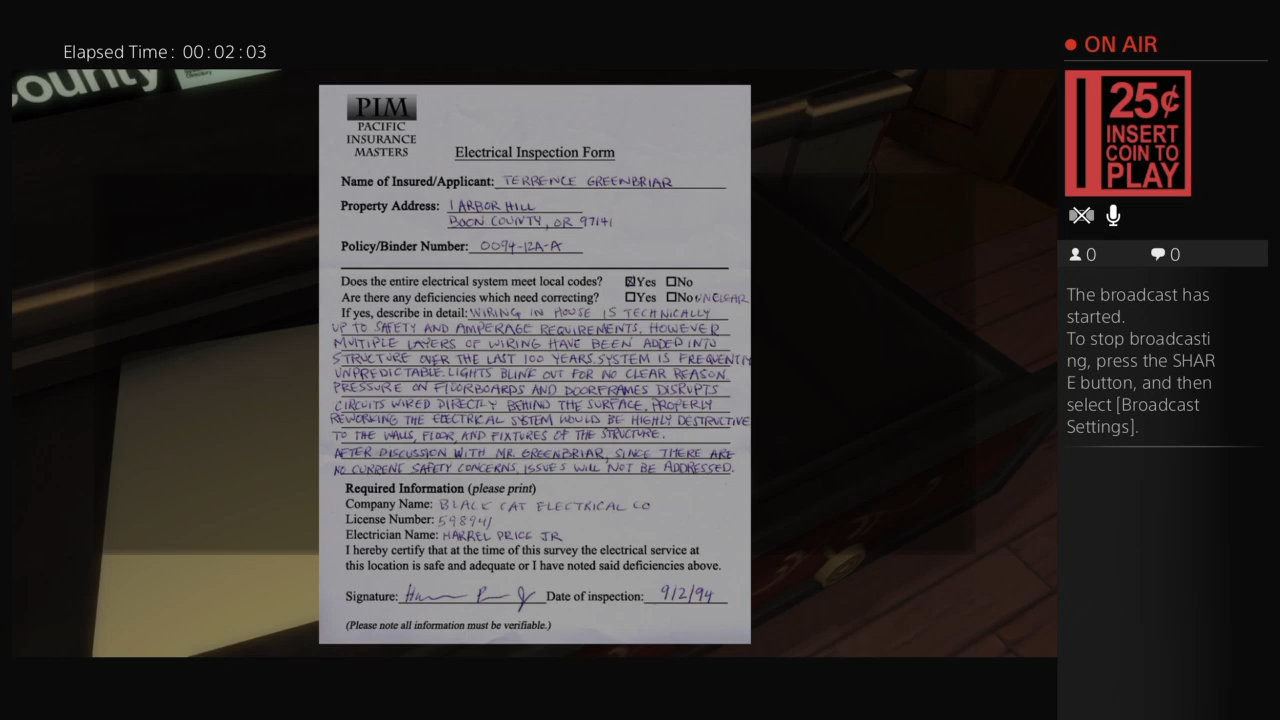 Elapsed Time: 00:02:03
ON AIR
ounty
25¢
INSERT
COIN TO
PLAY
0
0
The broadcast has
started.
To stop broadcasti
ng, press the SHAR
E button, and then
select [Broadcast
Settings].
PIM
PACIFIC
INSURANCE
MASTERS
Electrical Inspection Form
Name of Insured/Applicant: TERRENCE GREENBRIAR
Property Address: 1 ARBOR HILL
BOON COUNTY, OR 97141
Policy/Binder Number: 0094-12A-A
Does the entire electrical system meet local codes? ☒Yes ☐No
Are there any deficiencies which need correcting? ☐Yes ☐No UNCLEAR
If yes, describe in detail: WIRING IN HOUSE IS TECHNICALLY
UP TO SAFETY AND AMPERAGE REQUIREMENTS. HOWEVER
MULTIPLE LAYERS OF WIRING HAVE BEEN ADDED INTO
STRUCTURE OVER THE LAST 100 YEARS. SYSTEM IS FREQUENTLY
UNPREDICTABLE. LIGHTS BLINK OUT FOR NO CLEAR REASON.
PRESSURE ON FLOORBOARDS AND DOORFRAMES DISRUPTS
CIRCUITS WIRED DIRECTLY BEHIND THE SURFACE. PROPERLY
REWORKING THE ELECTRICAL SYSTEM WOULD BE HIGHLY DESTRUCTIVE
TO THE WALLS, FLOOR, AND FIXTURES OF THE STRUCTURE.
AFTER DISCUSSION WITH MR. GREENBRIAR, SINCE THERE ARE
NO CURRENT SAFETY CONCERNS, ISSUES WILL NOT BE ADDRESSED.
Required Information (please print)
Company Name: BLACK CAT ELECTRICAL CO
License Number: 598941
Electrician Name: HARREL PRICE JR
I hereby certify that at the time of this survey the electrical service at
this location is safe and adequate or I have noted said deficiencies above.
Signature: Date of inspection: 9/2/94
(Please note all information must be verifiable.)